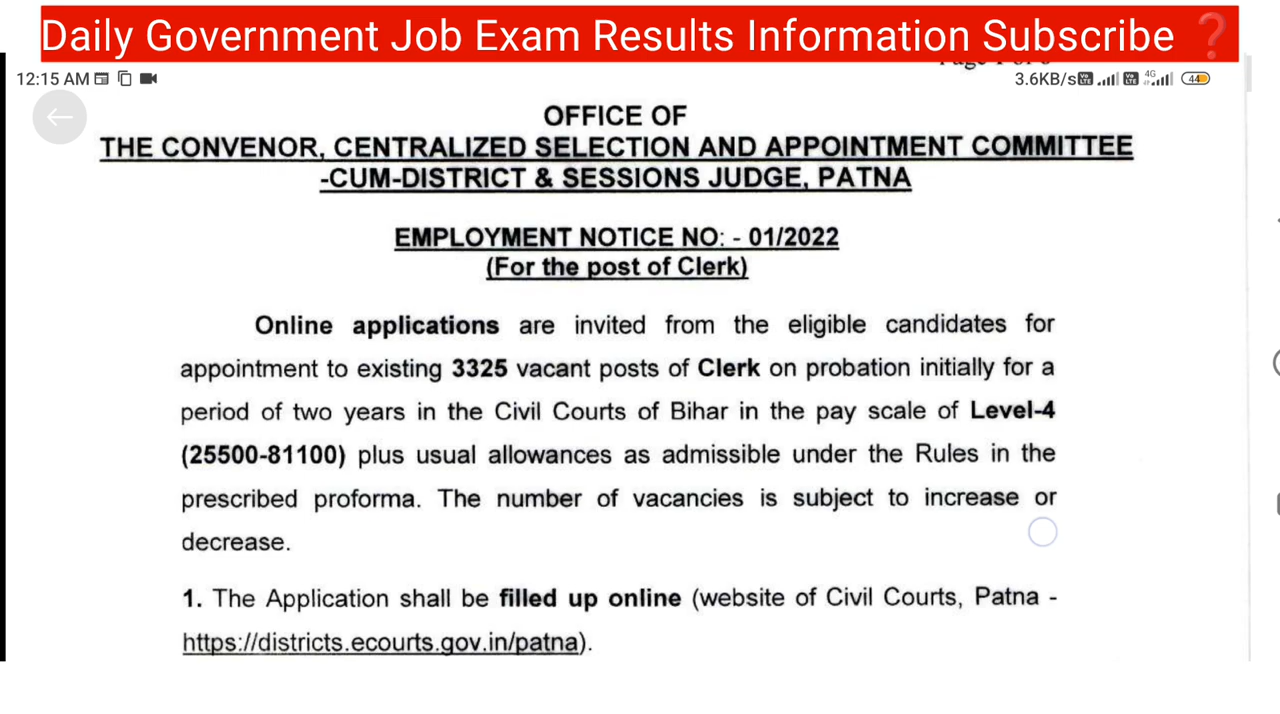 Daily Government Job Exam Results Information Subscribe ❓
12:15 AM
3.6KB/s
4G
44
OFFICE OF
THE CONVENOR, CENTRALIZED SELECTION AND APPOINTMENT COMMITTEE
-CUM-DISTRICT & SESSIONS JUDGE, PATNA
EMPLOYMENT NOTICE NO: - 01/2022
(For the post of Clerk)
Online applications are invited from the eligible candidates for
appointment to existing 3325 vacant posts of Clerk on probation initially for a
period of two years in the Civil Courts of Bihar in the pay scale of Level-4
(25500-81100) plus usual allowances as admissible under the Rules in the
prescribed proforma. The number of vacancies is subject to increase or
decrease.
1. The Application shall be filled up online (website of Civil Courts, Patna -
https://districts.ecourts.gov.in/patna).